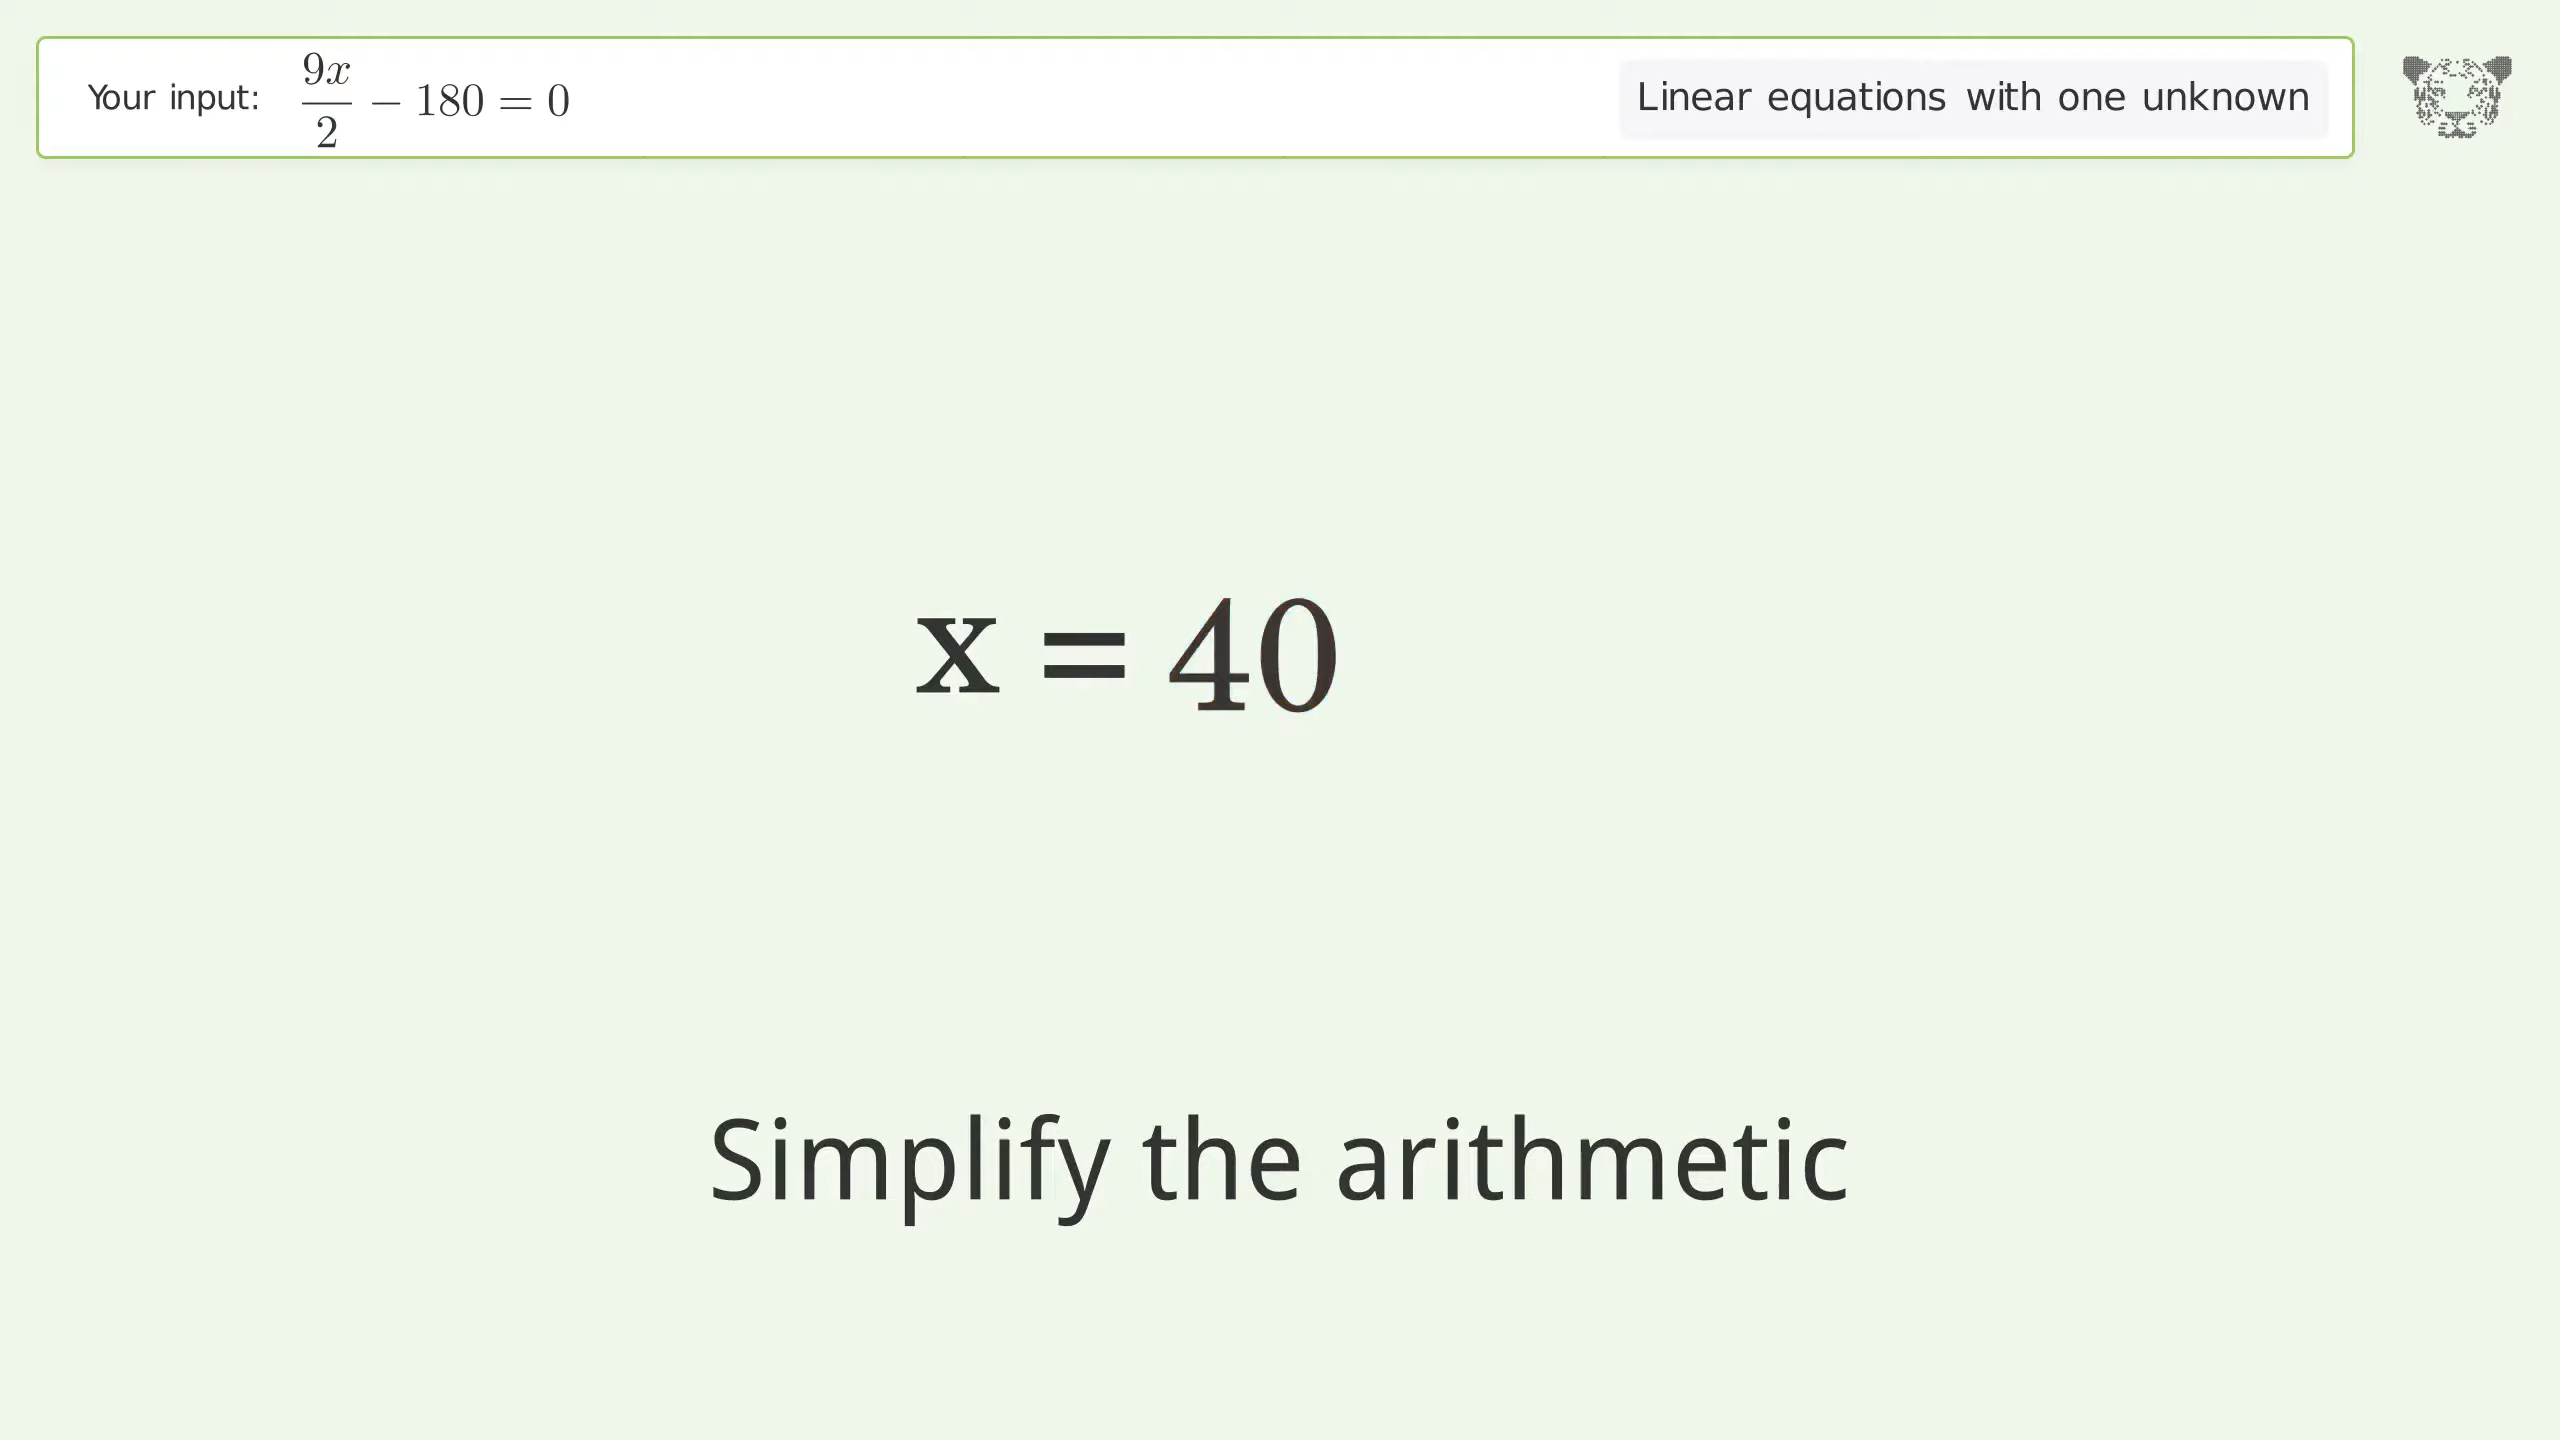 Your input: 9x/2 − 180 = 0
Linear equations with one unknown
x = 40
Simplify the arithmetic